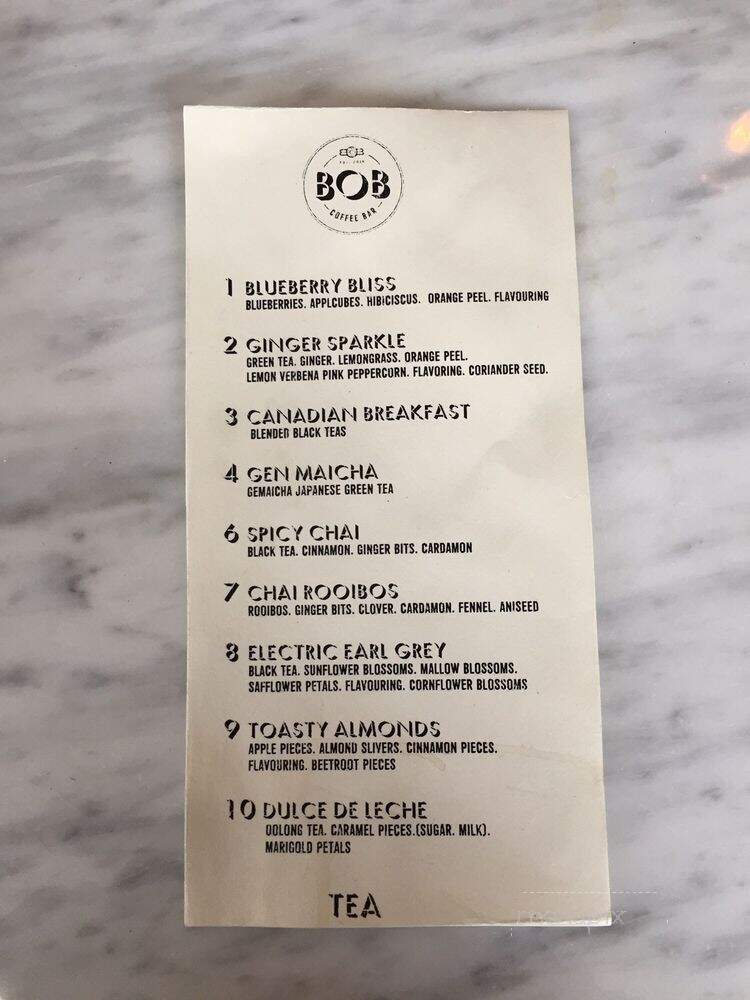 BOB
BOB
COFFEE BAR
1 BLUEBERRY BLISS
BLUEBERRIES. APPLCUBES. HIBICISCUS. ORANGE PEEL. FLAVOURING
2 GINGER SPARKLE
GREEN TEA. GINGER. LEMONGRASS. ORANGE PEEL.
LEMON VERBENA PINK PEPPERCORN. FLAVORING. CORIANDER SEED.
3 CANADIAN BREAKFAST
BLENDED BLACK TEAS
4 GEN MAICHA
GEMAICHA JAPANESE GREEN TEA
6 SPICY CHAI
BLACK TEA. CINNAMON. GINGER BITS. CARDAMON
7 CHAI ROOIBOS
ROOIBOS. GINGER BITS. CLOVER. CARDAMON. FENNEL. ANISEED
8 ELECTRIC EARL GREY
BLACK TEA. SUNFLOWER BLOSSOMS. MALLOW BLOSSOMS.
SAFFLOWER PETALS. FLAVOURING. CORNFLOWER BLOSSOMS
9 TOASTY ALMONDS
APPLE PIECES. ALMOND SLIVERS. CINNAMON PIECES.
FLAVOURING. BEETROOT PIECES
10 DULCE DE LECHE
OOLONG TEA. CARAMEL PIECES.(SUGAR. MILK).
MARIGOLD PETALS
TEA